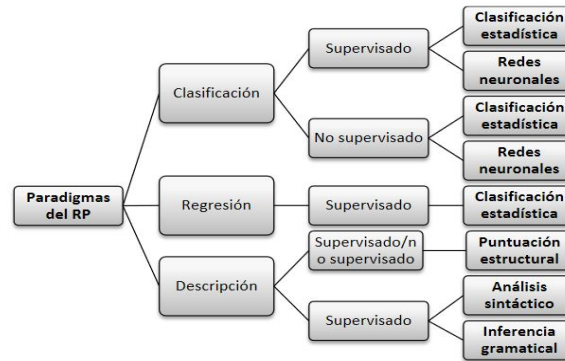 Clasificación
estadística
Supervisado
Redes
neuronales
Clasificación
Clasificación
estadística
No supervisado
Redes
neuronales
Paradigmas
del RP
Regresión
Supervisado
Clasificación
estadística
Supervisado/n
o supervisado
Puntuación
estructural
Descripción
Análisis
sintáctico
Supervisado
Inferencia
gramatical